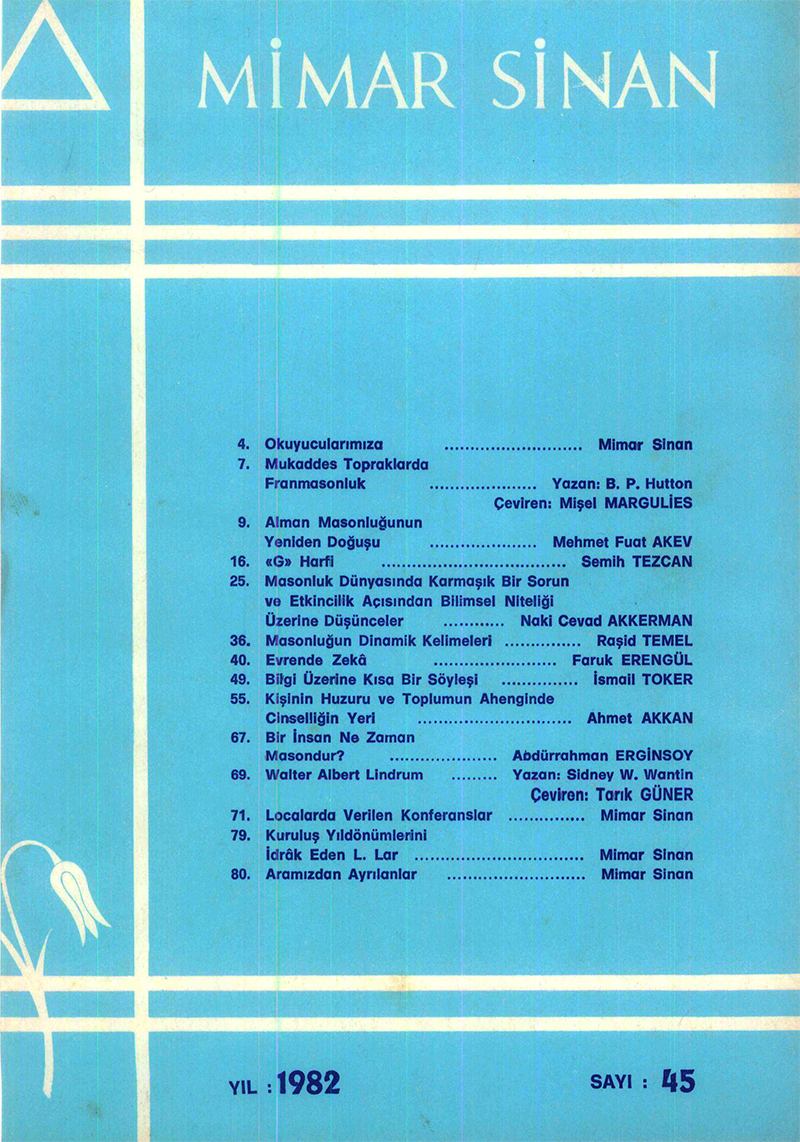 MİMAR SİNAN
4. Okuyucularımıza ........................... Mimar Sinan
7. Mukaddes Topraklarda
Franmasonluk ..................... Yazan: B. P. Hutton
Çeviren: Mişel MARGULİES
9. Alman Masonluğunun
Yeniden Doğuşu ..................... Mehmet Fuat AKEV
16. «G» Harfi .................................... Semih TEZCAN
25. Masonluk Dünyasında Karmaşık Bir Sorun
ve Etkincilik Açısından Bilimsel Niteliği
Üzerine Düşünceler ............ Naki Cevad AKKERMAN
36. Masonluğun Dinamik Kelimeleri ............... Raşid TEMEL
40. Evrende Zekâ ........................ Faruk ERENGÜL
49. Bilgi Üzerine Kısa Bir Söyleşi ............... İsmail TOKER
55. Kişinin Huzuru ve Toplumun Ahenginde
Cinselliğin Yeri .............................. Ahmet AKKAN
67. Bir İnsan Ne Zaman
Masondur? ..................... Abdürrahman ERGİNSOY
69. Walter Albert Lindrum ......... Yazan: Sidney W. Wantin
Çeviren: Tarık GÜNER
71. Localarda Verilen Konferanslar ............... Mimar Sinan
79. Kuruluş Yıldönümlerini
İdrâk Eden L. Lar ................................. Mimar Sinan
80. Aramızdan Ayrılanlar ........................... Mimar Sinan
YIL : 1982 SAYI : 45